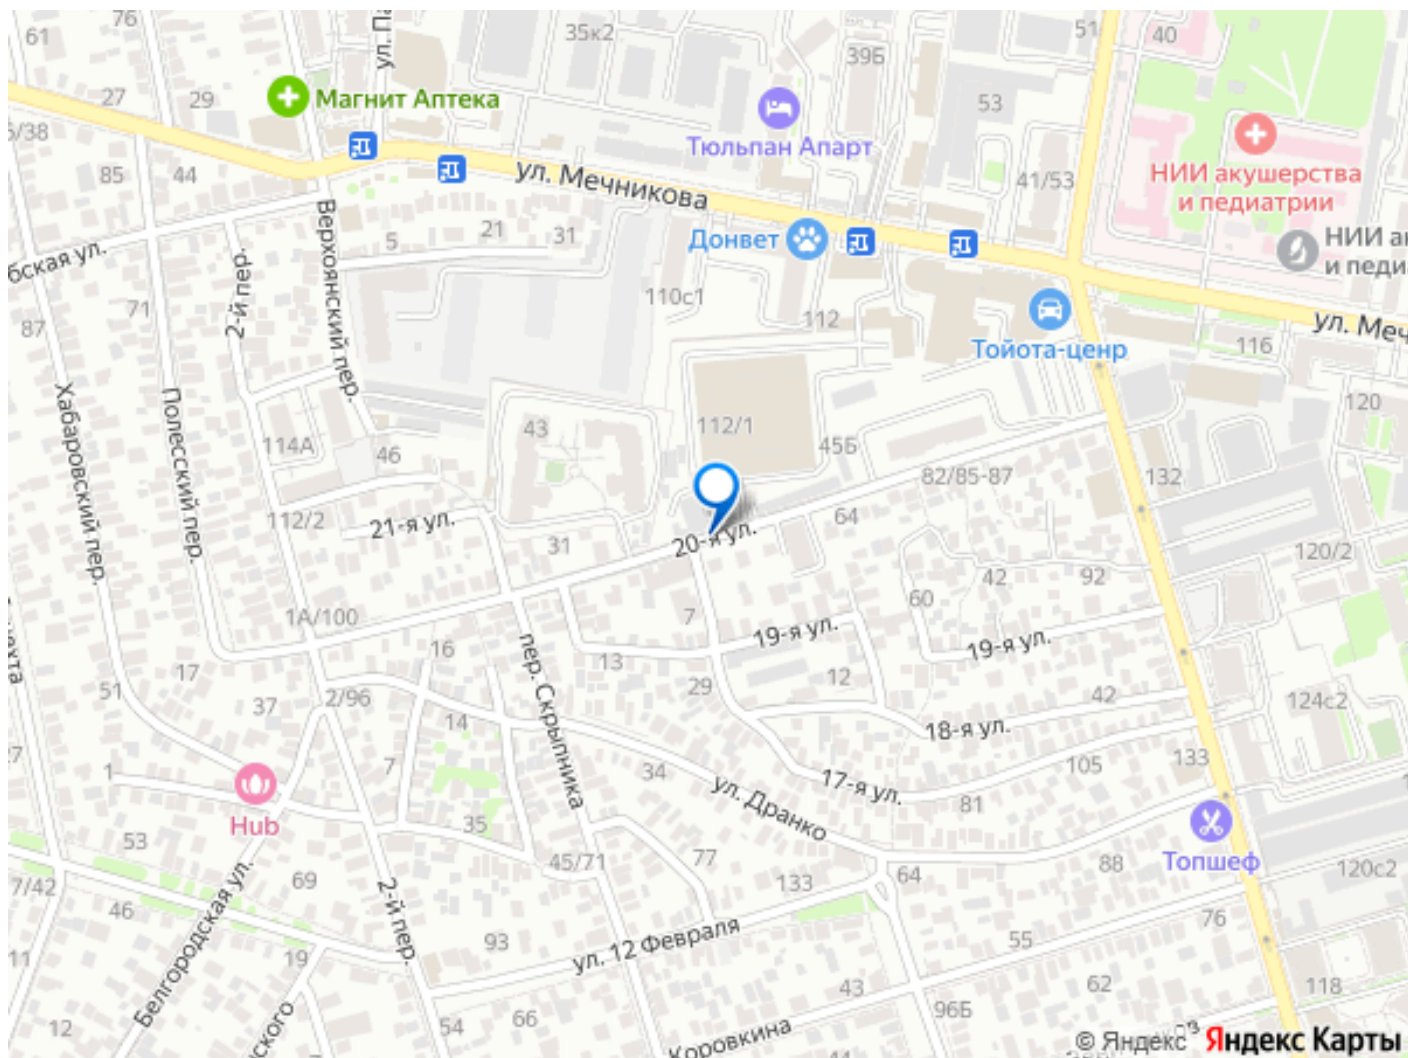 76
61
ул. Па
35к2
39Б
51
40
27
29
Магнит Аптека
53
5/38
Тюльпан Апарт
85
44
ул. Мечникова
41/53
НИИ акушерства
и педиатрии
Верхоянский пер.
5
21
31
Донвет
НИИ ак
и педи
бская ул.
2-й пер.
71
110с1
112
87
Тойота-ценр
ул. Меч
116
Хабаровский пер.
Полесский пер.
120
43
112/1
45Б
114А
46
82/85-87
132
112/2
21-я ул.
64
31
20-я ул.
120/2
42
92
60
1А/100
7
19-я ул.
19-я ул.
16
пер. Скрыпника
13
17
51
37
2/96
29
12
42
124с2
14
18-я ул.
7
34
ул. Дранко
17-я ул.
105
133
1
81
Hub
35
53
45/71
77
Топшеф
88
120с2
69
133
64
7/42
46
2-й пер.
76
93
ул. 12 Февраля
55
Белгородская ул.
19
11
62
43
118
96Б
12
54
66
Коровкина
© Яндекс
Яндекс Карты